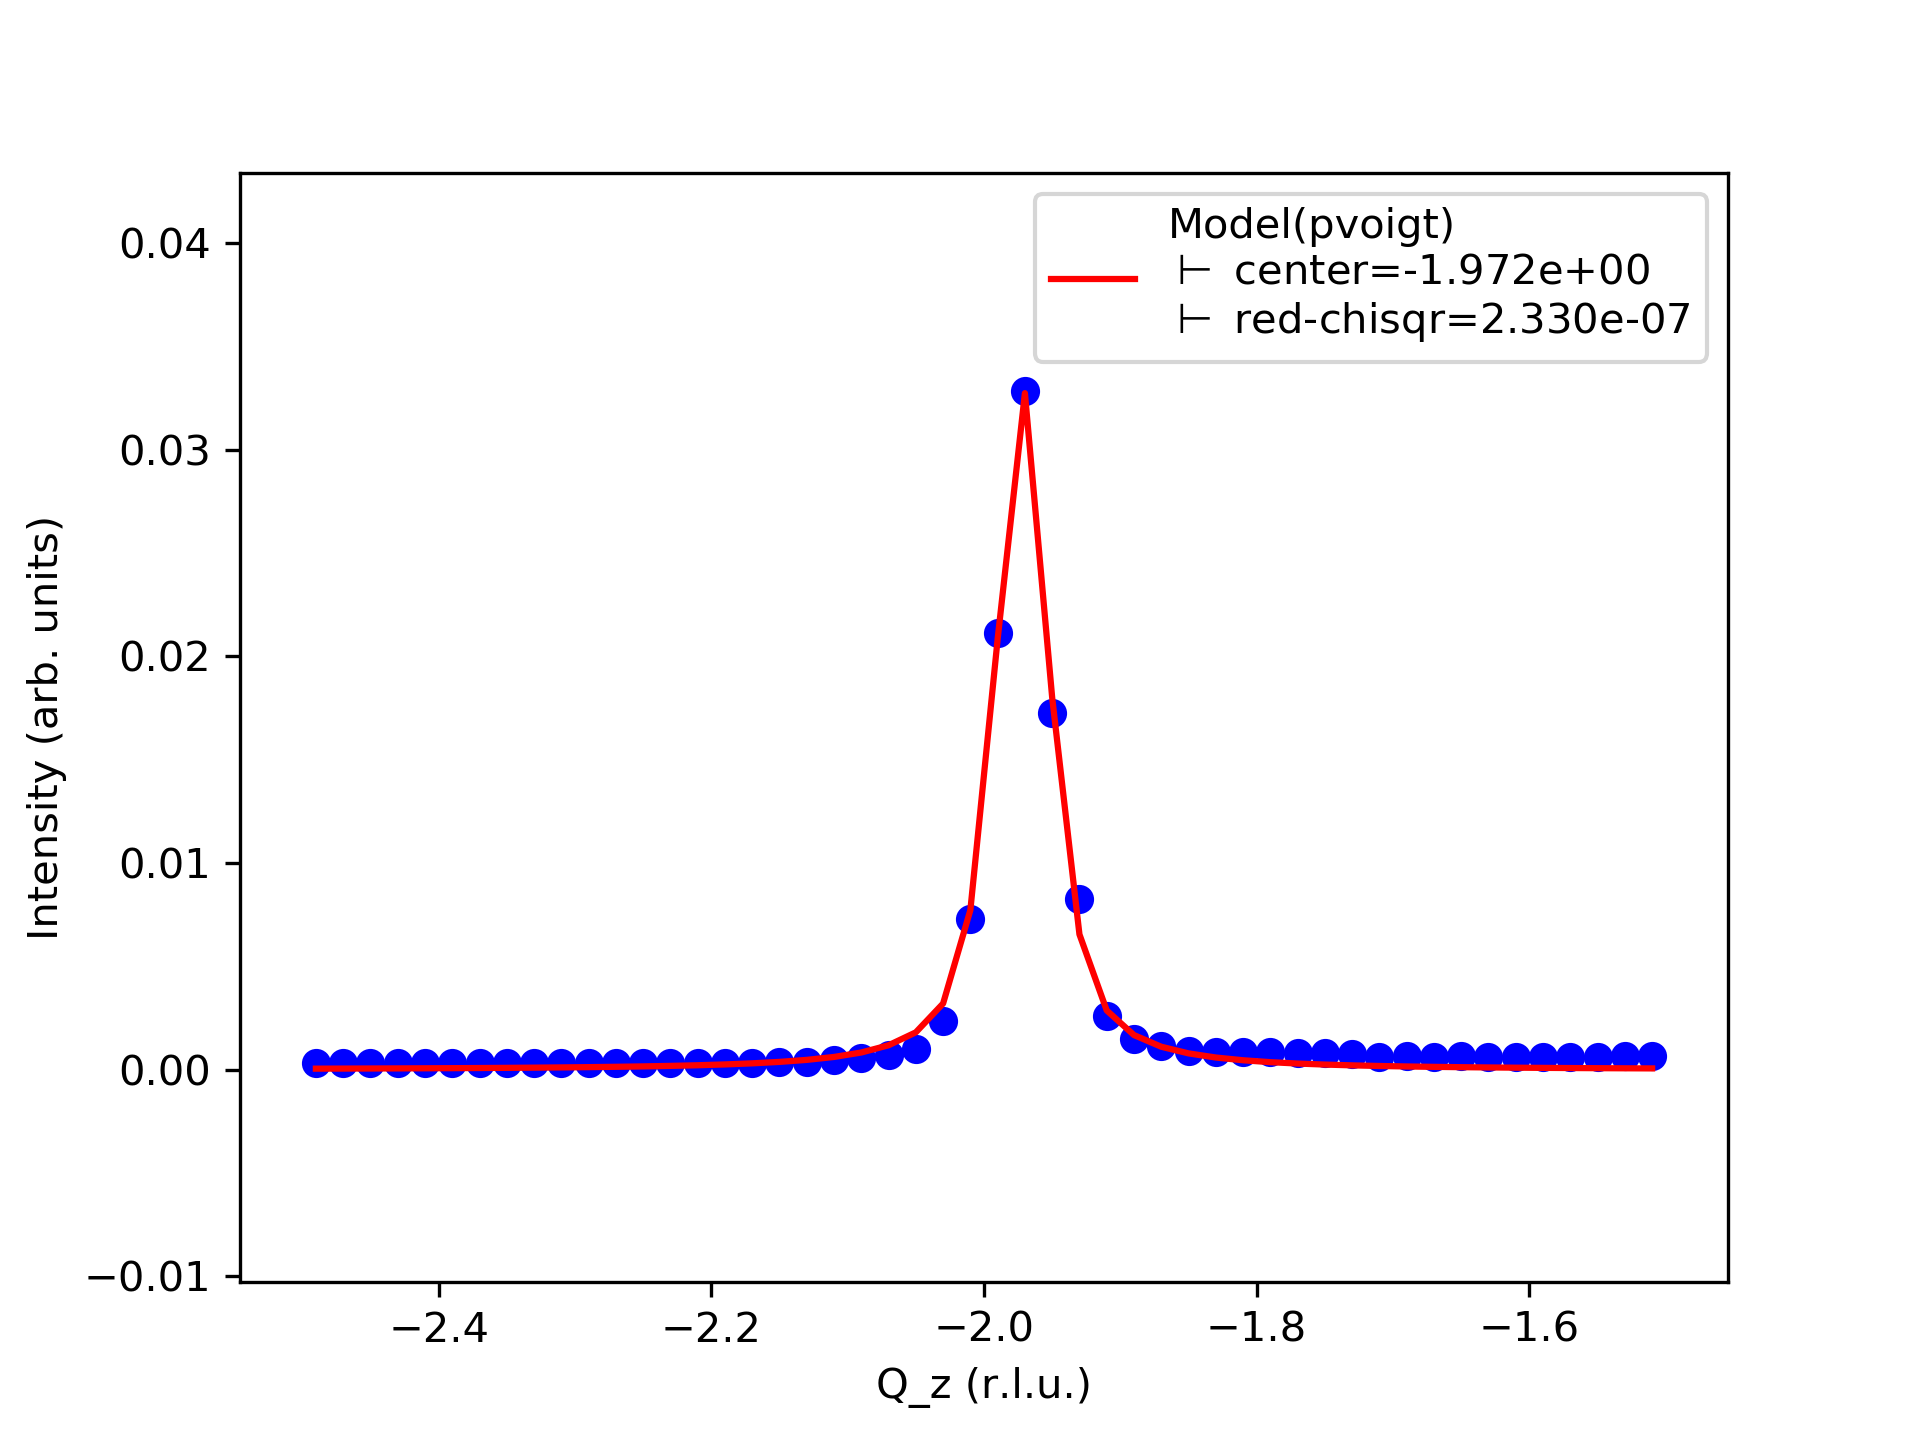 Model(pvoigt)
⊢ center=-1.972e+00
⊢ red-chisqr=2.330e-07
0.04
0.03
0.02
0.01
0.00
−0.01
Intensity (arb. units)
−2.4 −2.2 −2.0 −1.8 −1.6
Q_z (r.l.u.)